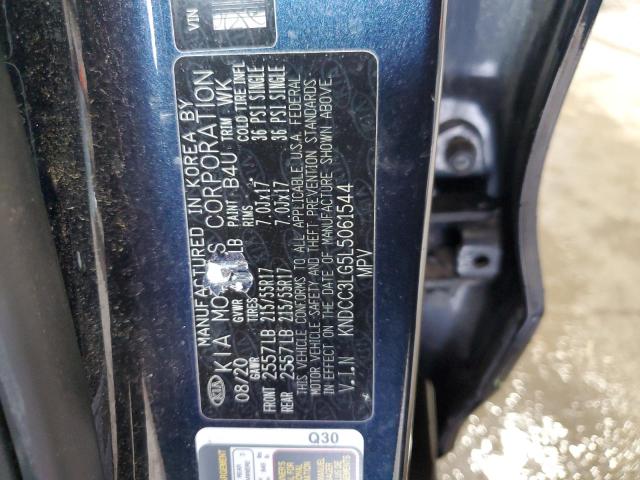 VIN
MANUFACTURED IN KOREA BY
KIA MOTORS CORPORATION
08/20 GVWR LB PAINT B4U TRIM WK
GAWR TIRES RIMS COLD TIRE INFL
FRONT 2557LB 215/55R17 7.0Jx17 36 PSI SINGLE
REAR 2557LB 215/55R17 7.0Jx17 36 PSI SINGLE
THIS VEHICLE CONFORMS TO ALL APPLICABLE U.S.A. FEDERAL
MOTOR VEHICLE SAFETY AND THEFT PREVENTION STANDARDS
IN EFFECT ON THE DATE OF MANUFACTURE SHOWN ABOVE.
V.I.N KNDCC3LG5L5061544
MPV
KIA
Q30